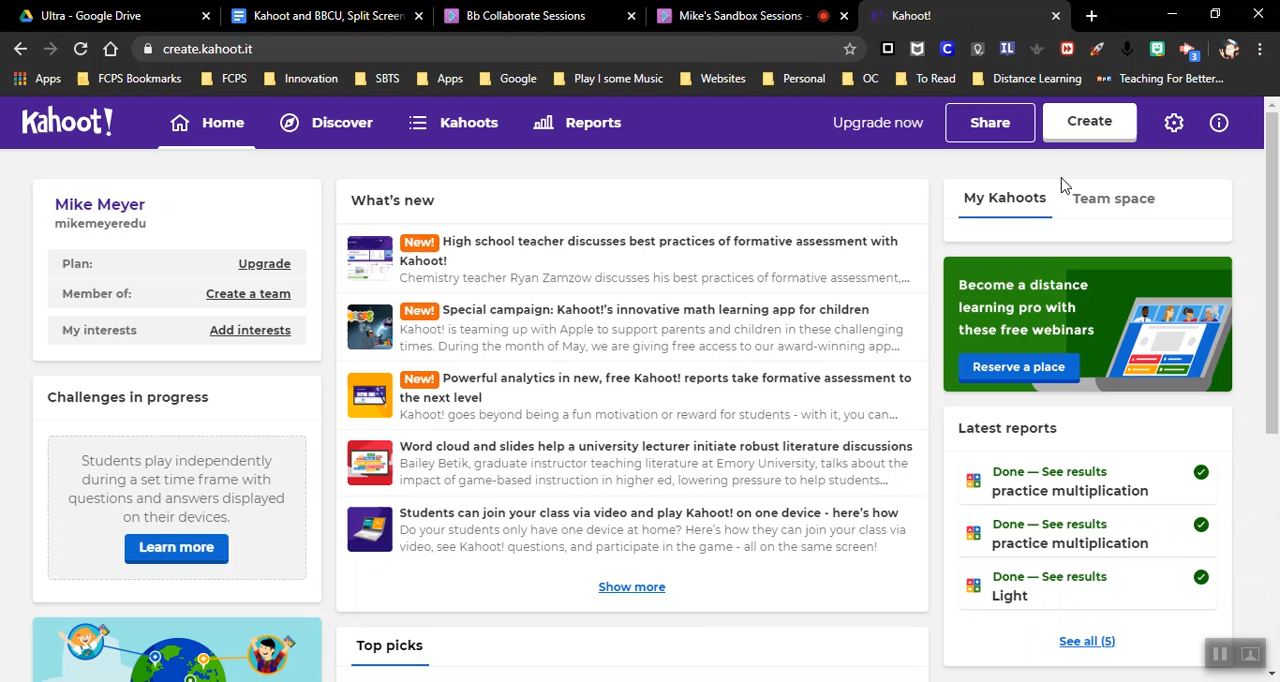 Ultra - Google Drive
Kahoot and BBCU, Split Screen
Bb Collaborate Sessions
Mike's Sandbox Sessions
Kahoot!
create.kahoot.it
3
Apps
FCPS Bookmarks
FCPS
Innovation
SBTS
Apps
Google
Play I some Music
Websites
Personal
OC
To Read
Distance Learning
Teaching For Better...
Kahoot!
Home
Discover
Kahoots
Reports
Upgrade now
Share
Create
Mike Meyer
mikemeyeredu
Plan:
Upgrade
Member of:
Create a team
My interests
Add interests
Challenges in progress
Students play independently
during a set time frame with
questions and answers displayed
on their devices.
Learn more
What's new
New! High school teacher discusses best practices of formative assessment with
Kahoot!
Chemistry teacher Ryan Zamzow discusses his best practices of formative assessment,...
New! Special campaign: Kahoot!'s innovative math learning app for children
Kahoot! is teaming up with Apple to support parents and children in these challenging
times. During the month of May, we are giving free access to our award-winning app...
New! Powerful analytics in new, free Kahoot! reports take formative assessment to
the next level
Kahoot! goes beyond being a fun motivation or reward for students - with it, you can...
Word cloud and slides help a university lecturer initiate robust literature discussions
Bailey Betik, graduate instructor teaching literature at Emory University, talks about the
impact of game-based instruction in higher ed, lowering pressure to help students...
Students can join your class via video and play Kahoot! on one device - here's how
Do your students only have one device at home? Here's how they can join your class via
video, see Kahoot! questions, and participate in the game - all on the same screen!
Show more
Top picks
My Kahoots
Team space
Become a distance
learning pro with
these free webinars
Reserve a place
Latest reports
Done — See results
practice multiplication
Done — See results
practice multiplication
Done — See results
Light
See all (5)